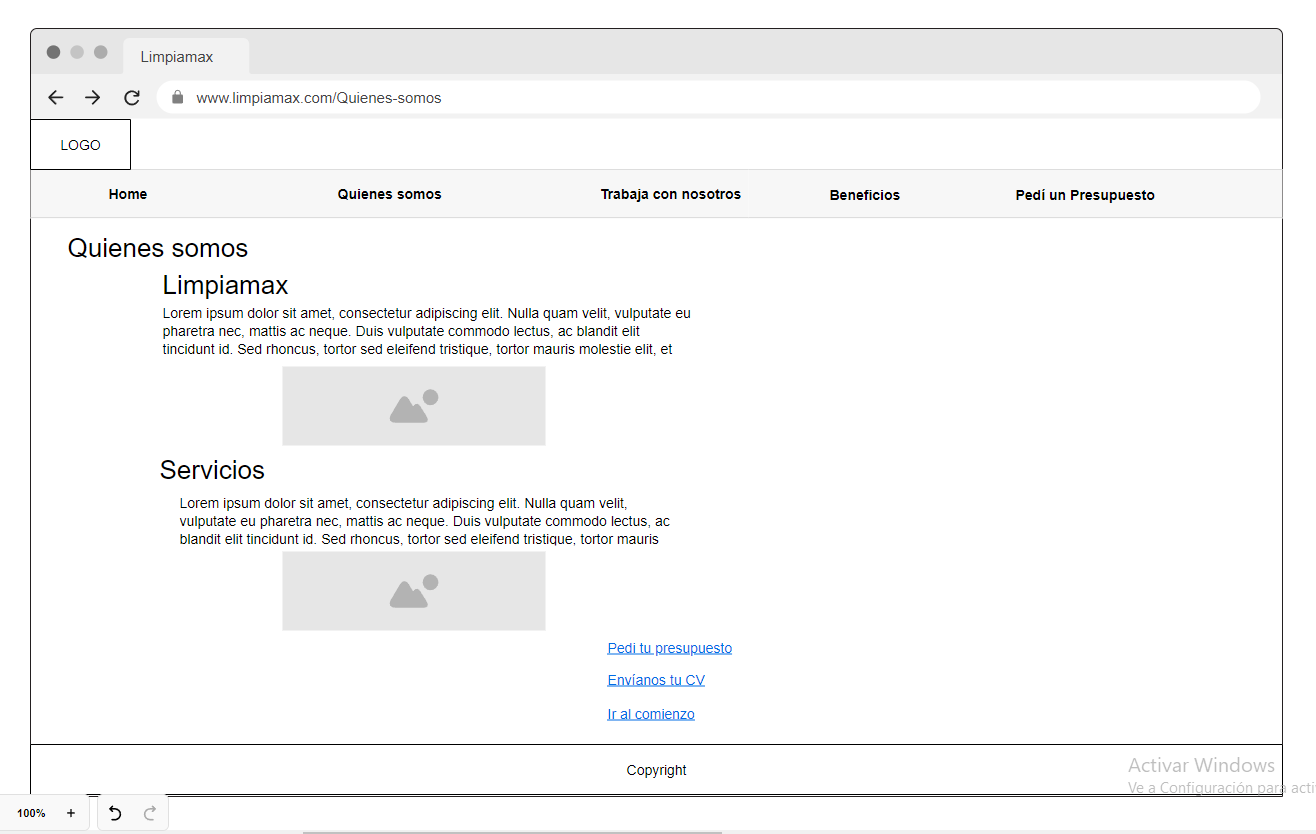 Limpiamax
www.limpiamax.com/Quienes-somos
LOGO
Home Quienes somos Trabaja con nosotros Beneficios Pedí un Presupuesto
Quienes somos
Limpiamax
Lorem ipsum dolor sit amet, consectetur adipiscing elit. Nulla quam velit, vulputate eu
pharetra nec, mattis ac neque. Duis vulputate commodo lectus, ac blandit elit
tincidunt id. Sed rhoncus, tortor sed eleifend tristique, tortor mauris molestie elit, et
Servicios
Lorem ipsum dolor sit amet, consectetur adipiscing elit. Nulla quam velit,
vulputate eu pharetra nec, mattis ac neque. Duis vulputate commodo lectus, ac
blandit elit tincidunt id. Sed rhoncus, tortor sed eleifend tristique, tortor mauris
Pedi tu presupuesto
Envíanos tu CV
Ir al comienzo
Copyright
Activar Windows
Ve a Configuración para acti
100% +